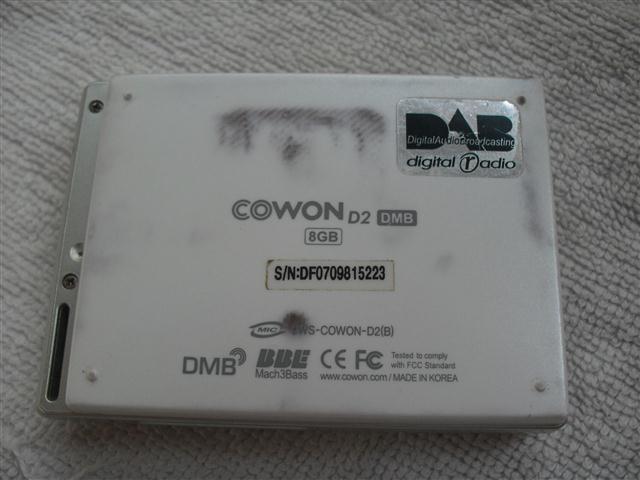 DAB
DigitalAudioBroadcasting
digital radio
COWON D2 DMB
8GB
S/N:DF0709815223
MIC WS-COWON-D2(B)
DMB
BBE
Mach3Bass
CE FC
Tested to comply
with FCC Standard
www.cowon.com / MADE IN KOREA